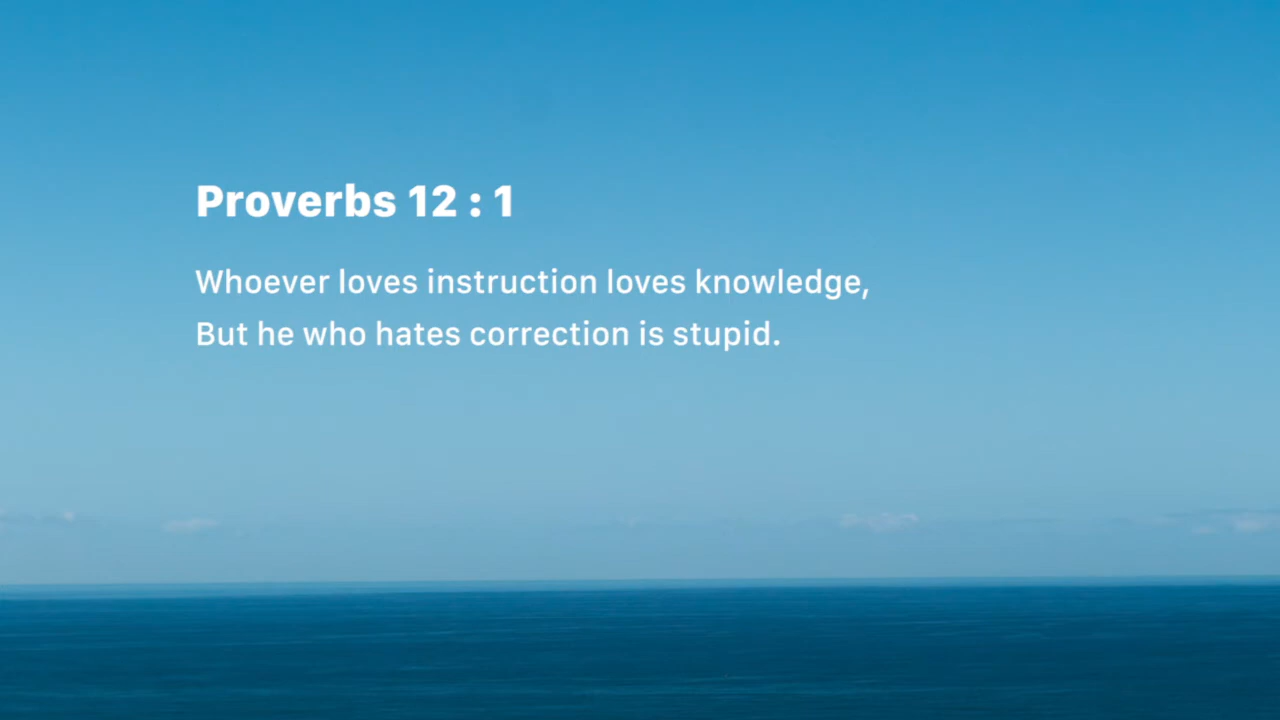 Proverbs 12 : 1
Whoever loves instruction loves knowledge,
But he who hates correction is stupid.